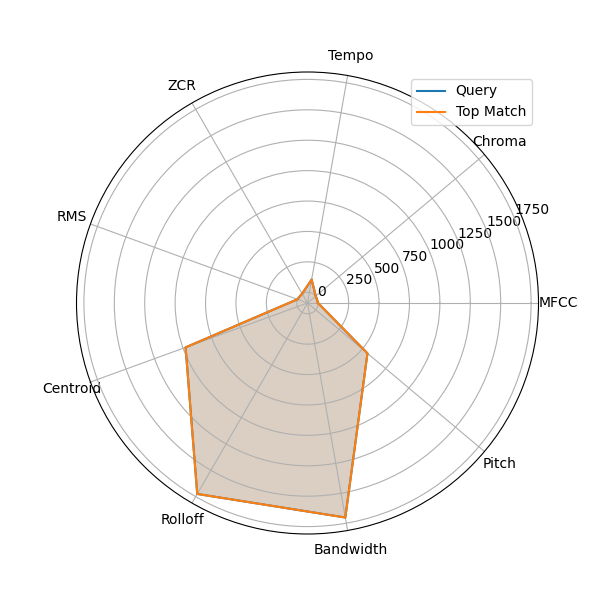 Tempo
ZCR
Query
Top Match
Chroma
RMS
1750
1500
1250
1000
750
500
250
0
MFCC
Centroid
Pitch
Rolloff
Bandwidth